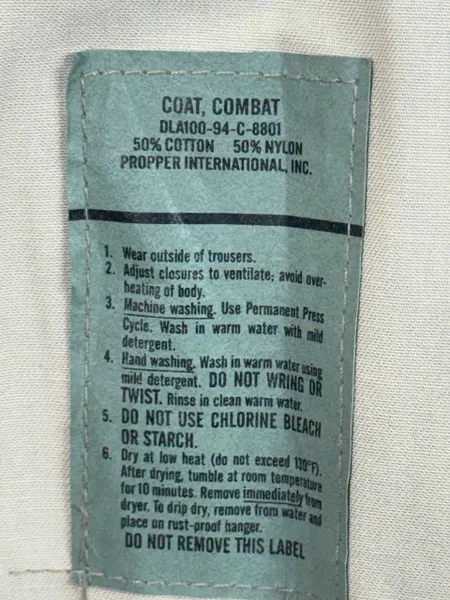 COAT, COMBAT
DLA100-94-C-8801
50% COTTON 50% NYLON
PROPPER INTERNATIONAL, INC.
1. Wear outside of trousers.
2. Adjust closures to ventilate; avoid over-
heating of body.
3. Machine washing. Use Permanent Press
Cycle. Wash in warm water with mild
detergent.
4. Hand washing. Wash in warm water using
mild detergent. DO NOT WRING OR
TWIST. Rinse in clean warm water.
5. DO NOT USE CHLORINE BLEACH
OR STARCH.
6. Dry at low heat (do not exceed 130°F).
After drying, tumble at room temperature
for 10 minutes. Remove immediately from
dryer. To drip dry, remove from water and
place on rust-proof hanger.
DO NOT REMOVE THIS LABEL